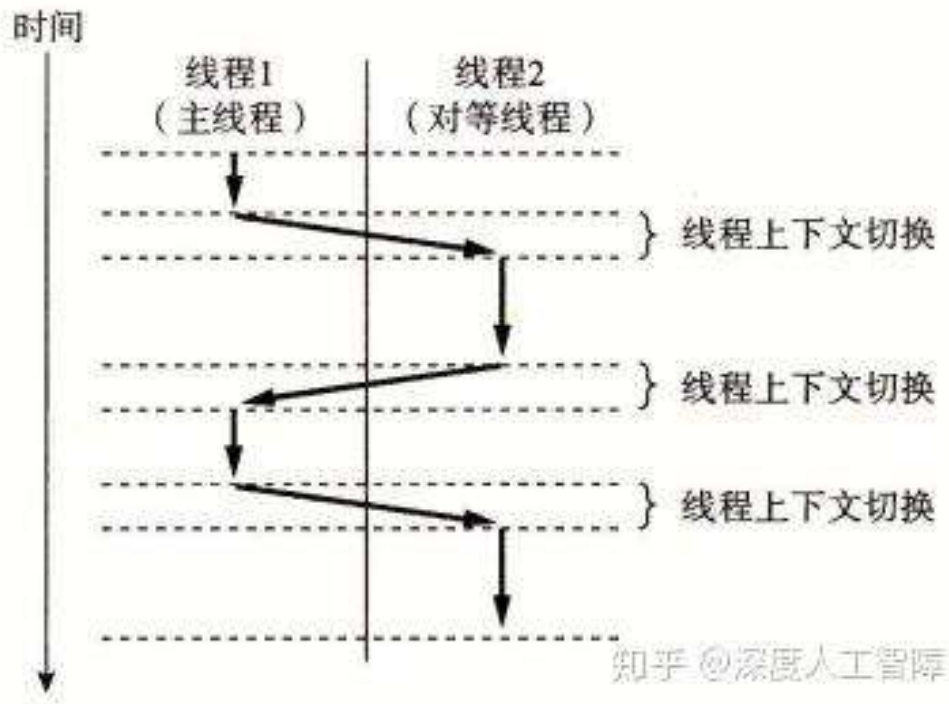 时间
线程1
（主线程）
线程2
（对等线程）
线程上下文切换
线程上下文切换
线程上下文切换
知乎 @深度人工智障